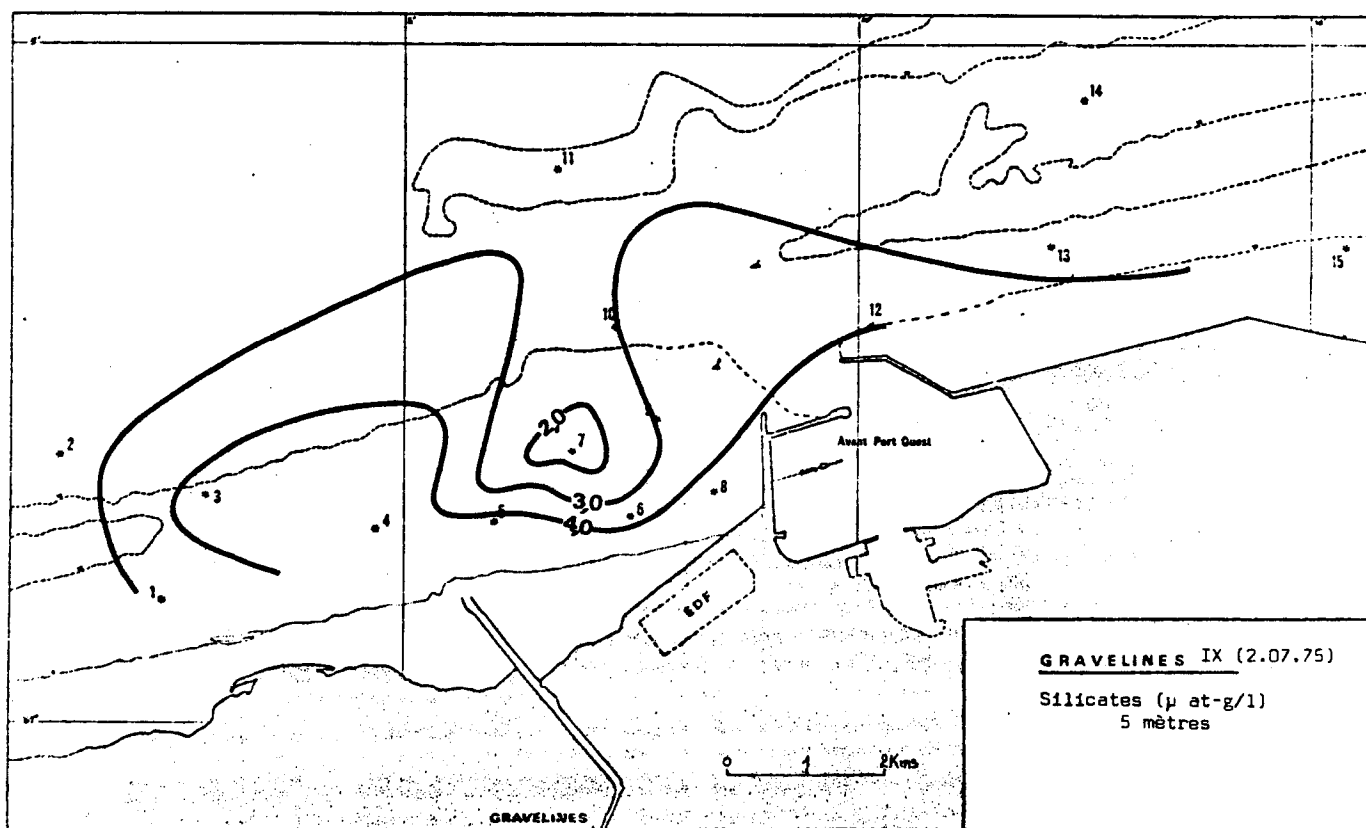 14
11
13
15
10
12
2
2,0
7
Avant Port Ouest
3
8
3,0
6
4,0
5
4
1
EDF
GRAVELINES IX (2.07.75)
Silicates (µ at-g/l)
5 mètres
0 1 2Kms
GRAVELINES